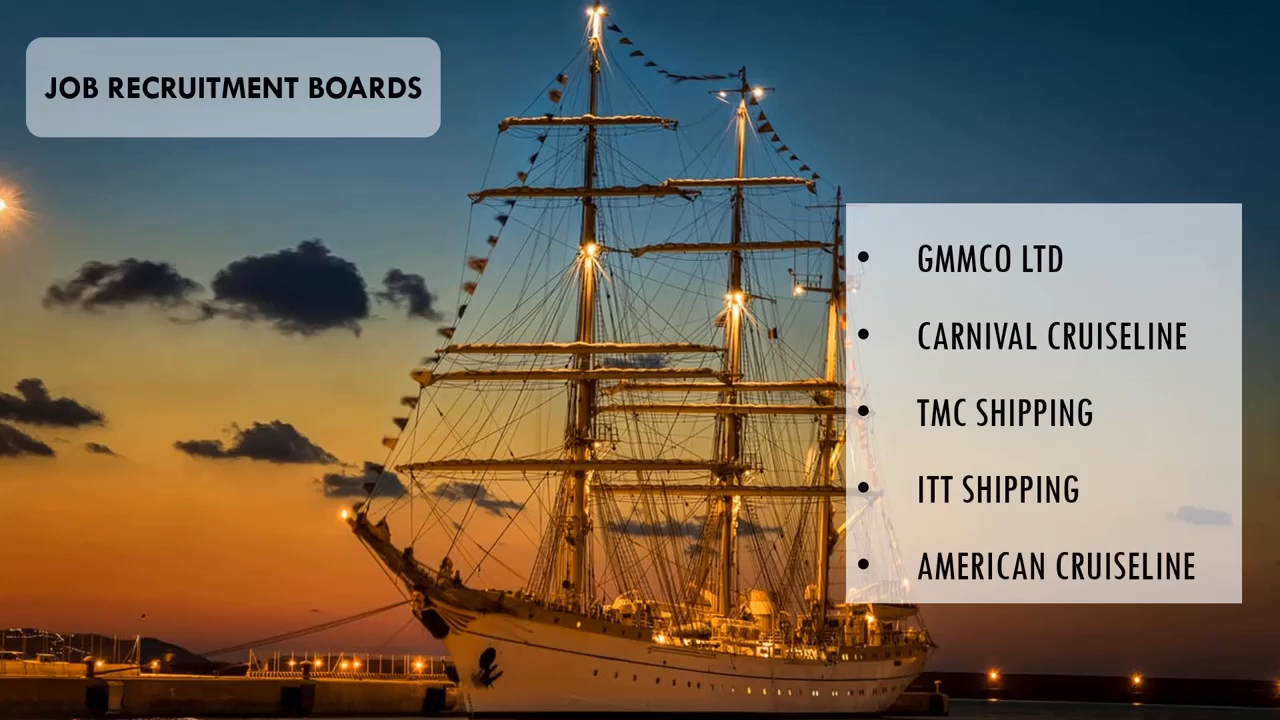 JOB RECRUITMENT BOARDS
• GMMCO LTD
• CARNIVAL CRUISELINE
• TMC SHIPPING
• ITT SHIPPING
• AMERICAN CRUISELINE